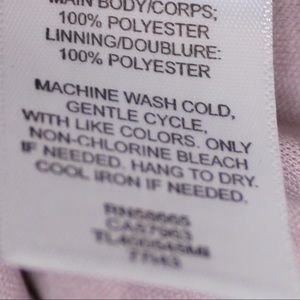 MAIN BODY/CORPS;
100% POLYESTER
LINNING/DOUBLURE:
100% POLYESTER
MACHINE WASH COLD,
GENTLE CYCLE,
WITH LIKE COLORS. ONLY
NON-CHLORINE BLEACH
IF NEEDED. HANG TO DRY.
COOL IRON IF NEEDED.